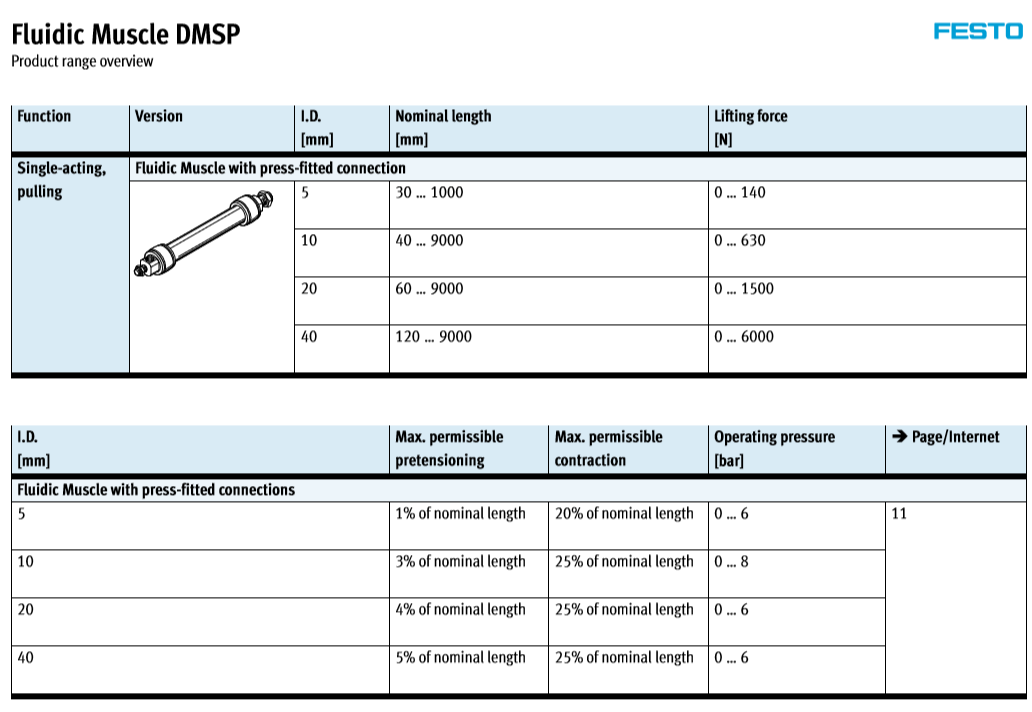 Fluidic Muscle DMSP
FESTO
Product range overview
Function Version I.D. Nominal length Lifting force
[mm] [mm] [N]
Single-acting, Fluidic Muscle with press-fitted connection
pulling 5 30 ... 1000 0 ... 140
10 40 ... 9000 0 ... 630
20 60 ... 9000 0 ... 1500
40 120 ... 9000 0 ... 6000
I.D. Max. permissible Max. permissible Operating pressure ➔ Page/Internet
[mm] pretensioning contraction [bar]
Fluidic Muscle with press-fitted connections
5 1% of nominal length 20% of nominal length 0 ... 6 11
10 3% of nominal length 25% of nominal length 0 ... 8
20 4% of nominal length 25% of nominal length 0 ... 6
40 5% of nominal length 25% of nominal length 0 ... 6